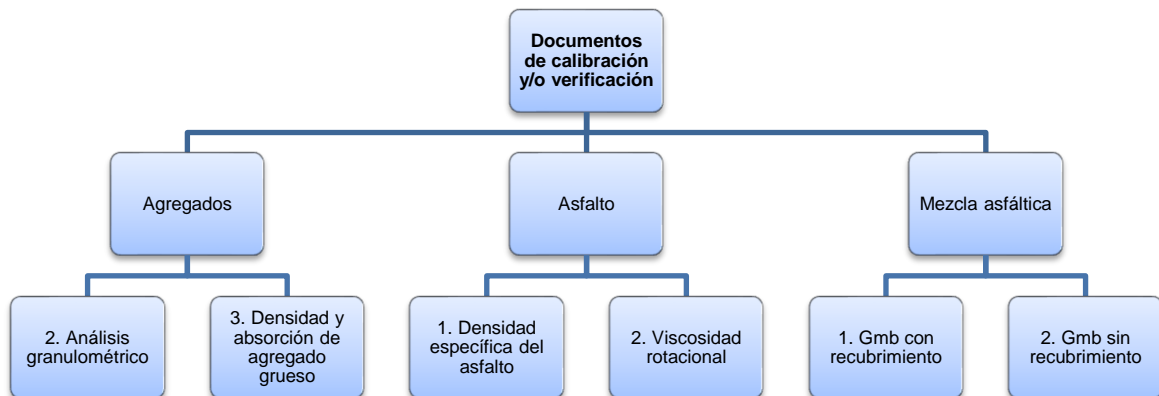 Documentos
de calibración
y/o verificación
Agregados
Asfalto
Mezcla asfáltica
2. Análisis
granulométrico
3. Densidad y
absorción de
agregado
grueso
1. Densidad
específica del
asfalto
2. Viscosidad
rotacional
1. Gmb con
recubrimiento
2. Gmb sin
recubrimiento